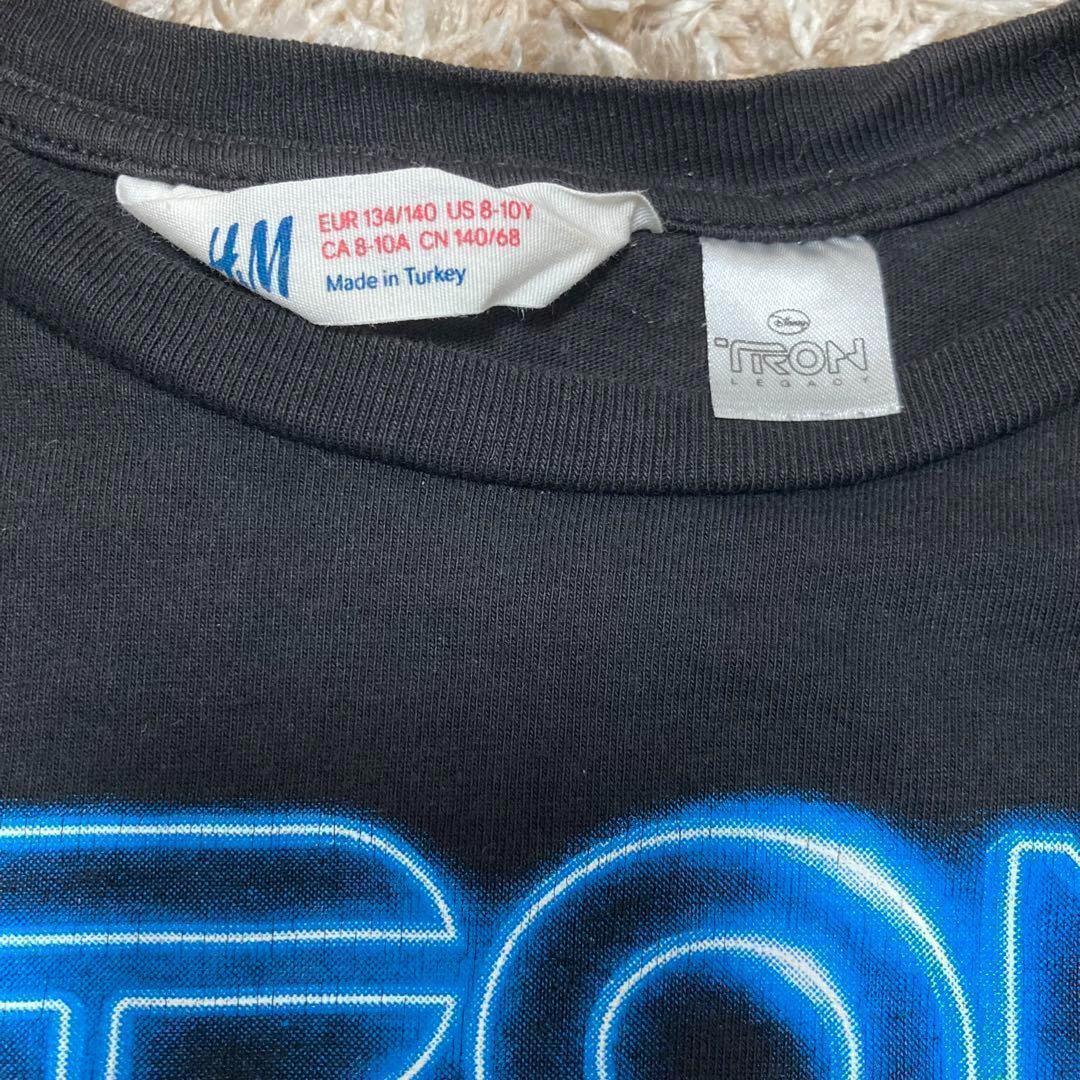 H&M
EUR 134/140 US 8-10Y
CA 8-10A CN 140/68
Made in Turkey
Disney
TRON
LEGACY